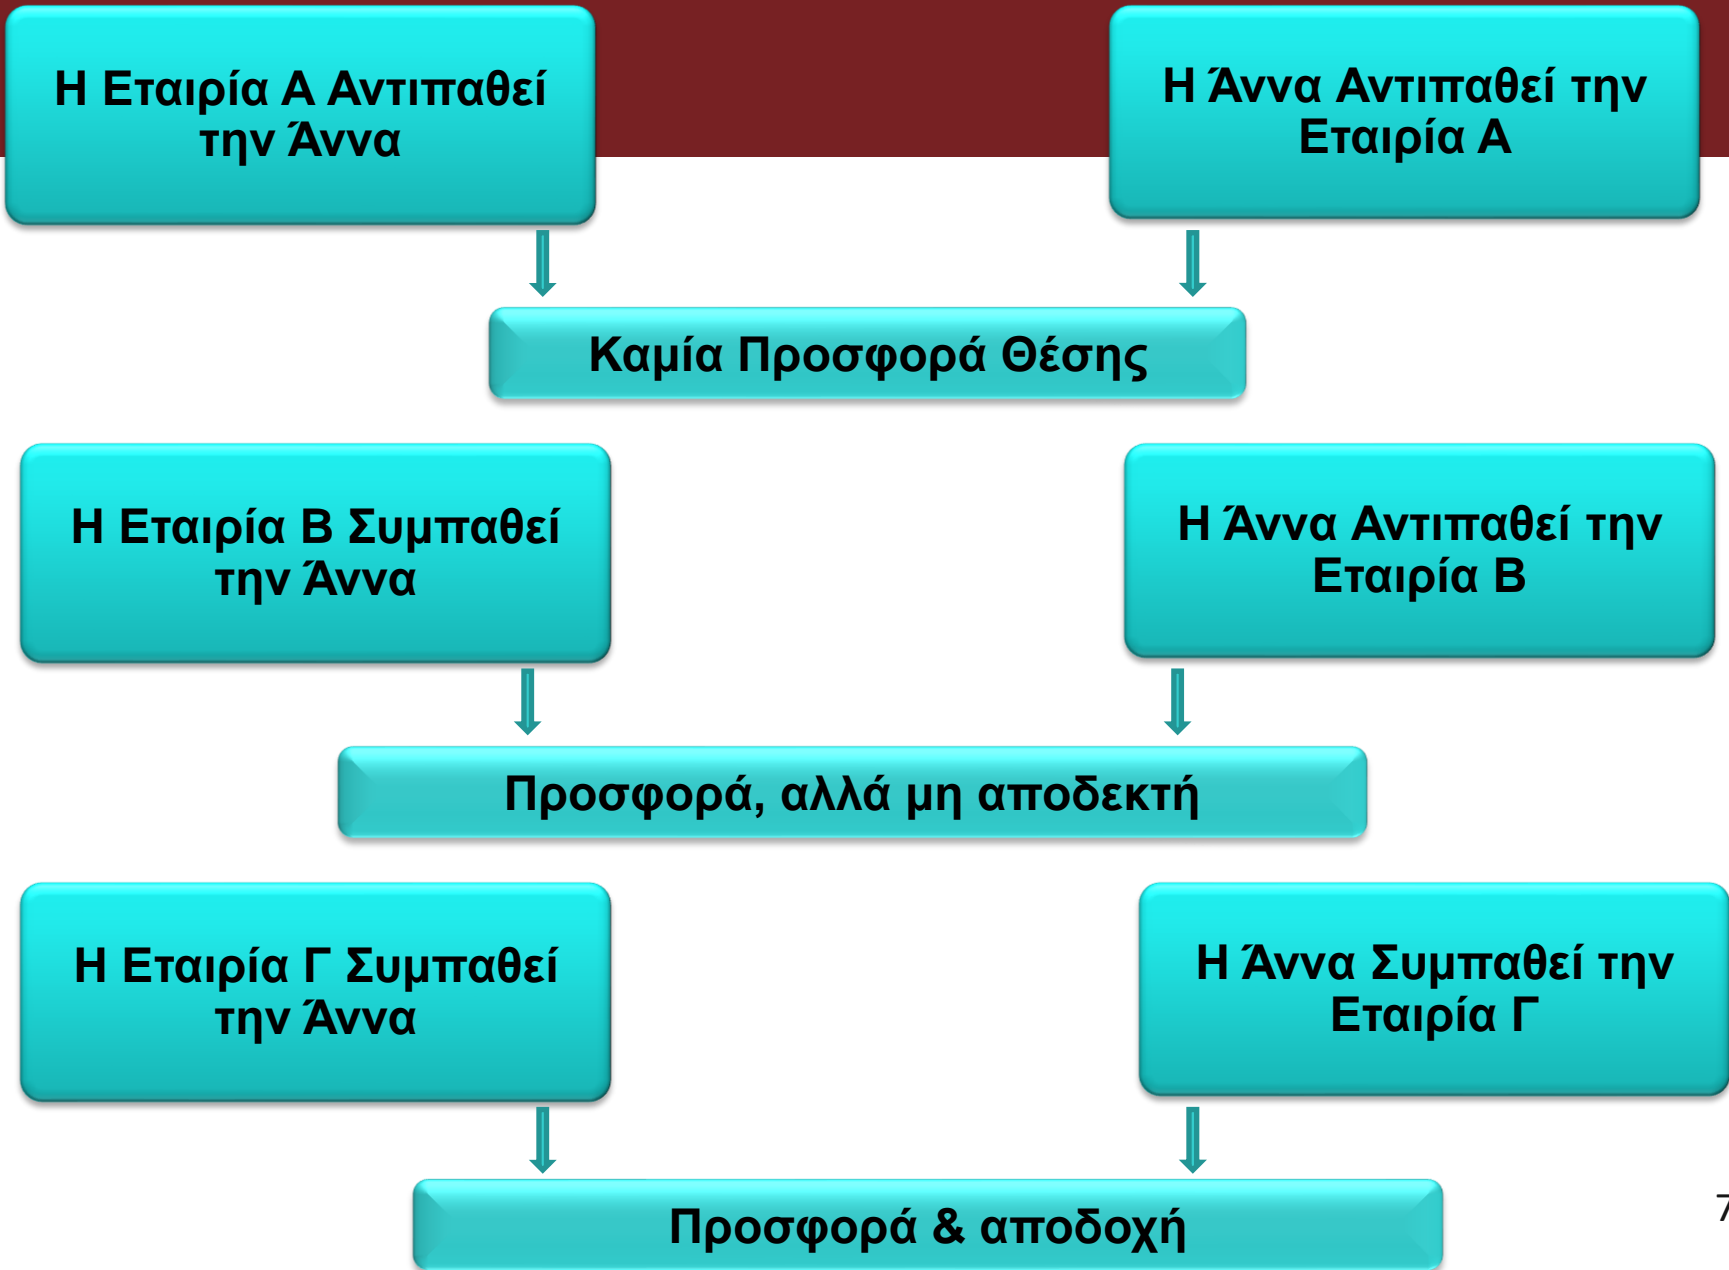 Η Εταιρία Α Αντιπαθεί
την Άννα
Η Άννα Αντιπαθεί την
Εταιρία Α
Καμία Προσφορά Θέσης
Η Εταιρία Β Συμπαθεί
την Άννα
Η Άννα Αντιπαθεί την
Εταιρία Β
Προσφορά, αλλά μη αποδεκτή
Η Εταιρία Γ Συμπαθεί
την Άννα
Η Άννα Συμπαθεί την
Εταιρία Γ
Προσφορά & αποδοχή
7